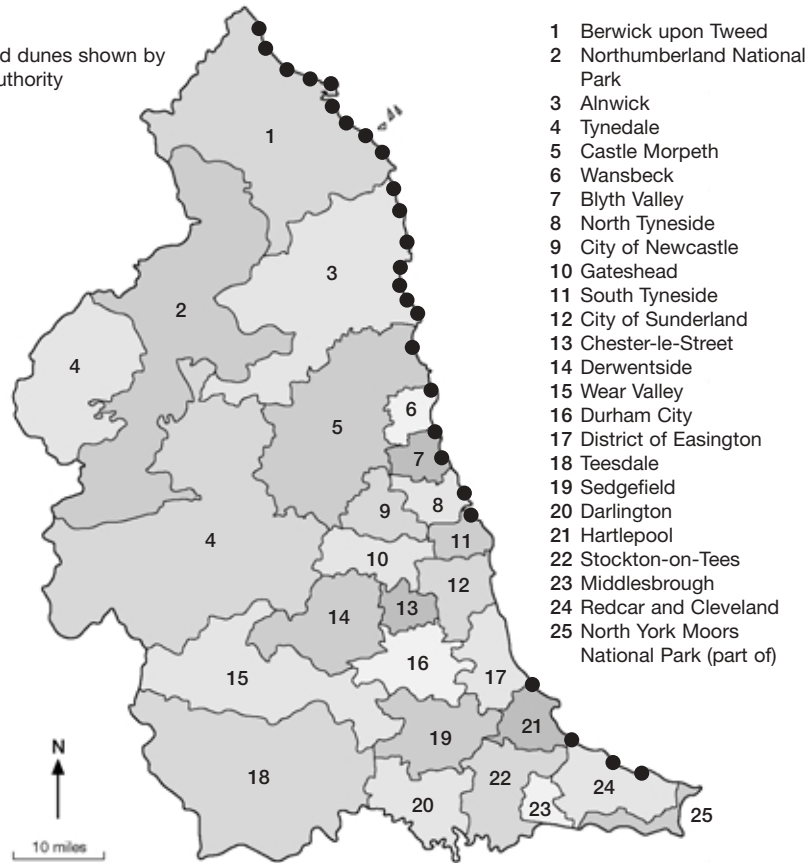 d dunes shown by
uthority
1 Berwick upon Tweed
2 Northumberland National
Park
3 Alnwick
4 Tynedale
5 Castle Morpeth
6 Wansbeck
7 Blyth Valley
8 North Tyneside
9 City of Newcastle
10 Gateshead
11 South Tyneside
12 City of Sunderland
13 Chester-le-Street
14 Derwentside
15 Wear Valley
16 Durham City
17 District of Easington
18 Teesdale
19 Sedgefield
20 Darlington
21 Hartlepool
22 Stockton-on-Tees
23 Middlesbrough
24 Redcar and Cleveland
25 North York Moors
National Park (part of)
1
3
2
4
6
5
7
8
9
11
4
10
12
13
14
16
15
17
21
19
18
22
24
20
23
25
N
10 miles